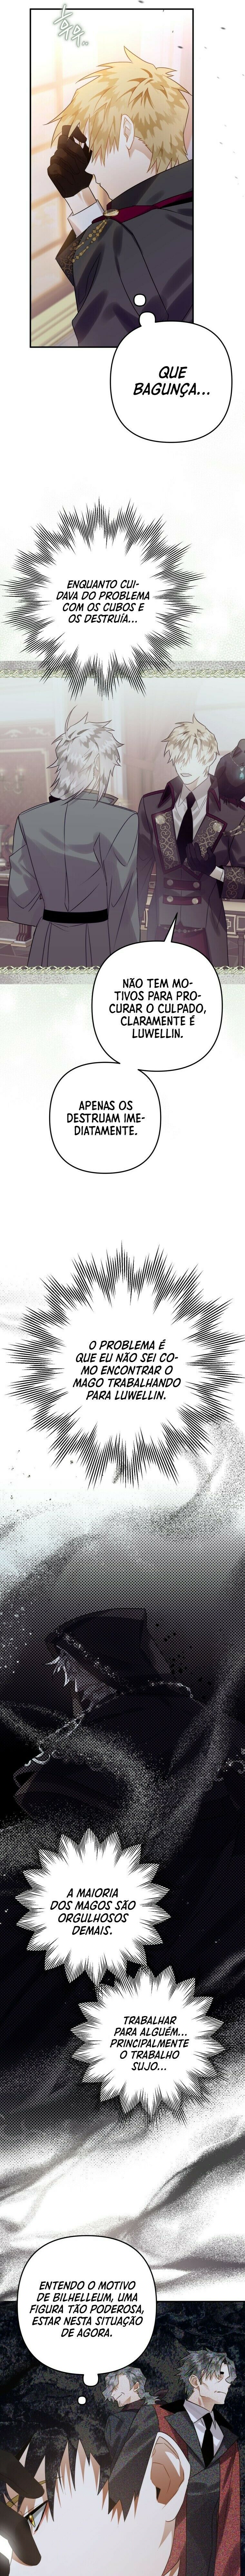 후우..
QUE
BAGUNÇA...
ENQUANTO CUI-
DAVA DO PROBLEMA
COM OS CUBOS E
OS DESTRUÍA...
NÃO TEM MO-
TIVOS PARA PRO-
CURAR O CULPADO,
CLARAMENTE É
LUWELLIN.
APENAS OS
DESTRUAM IME-
DIATAMENTE.
O PROBLEMA É
QUE EU NÃO SEI CO-
MO ENCONTRAR O
MAGO TRABALHANDO
PARA LUWELLIN.
A MAIORIA
DOS MAGOS SÃO
ORGULHOSOS
DEMAIS.
TRABALHAR
PARA ALGUÉM...
PRINCIPALMENTE
O TRABALHO
SUJO...
ENTENDO O MOTIVO
DE BILHELLEUM, UMA
FIGURA TÃO PODEROSA,
ESTAR NESTA SITUAÇÃO
DE AGORA.